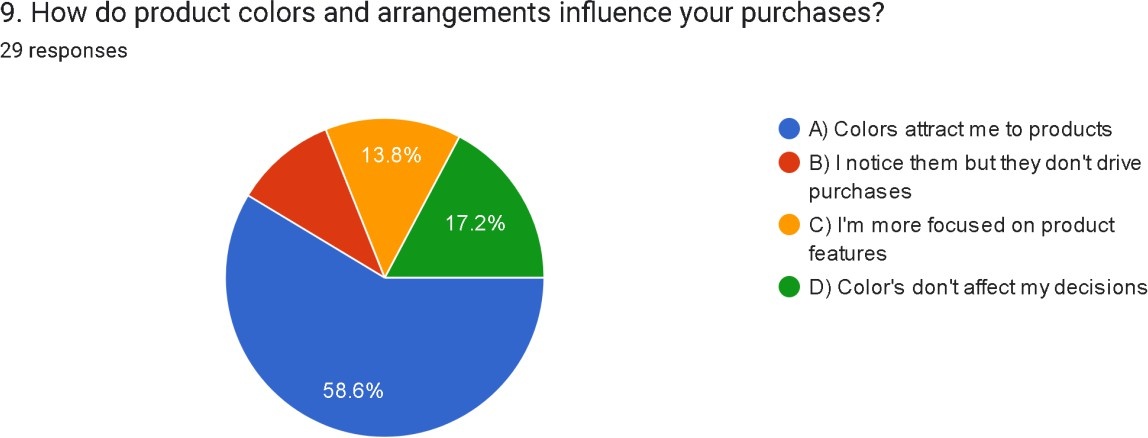 9. How do product colors and arrangements influence your purchases?
29 responses
A) Colors attract me to products
B) I notice them but they don't drive
purchases
C) I'm more focused on product
features
D) Color's don't affect my decisions
13.8%
17.2%
58.6%